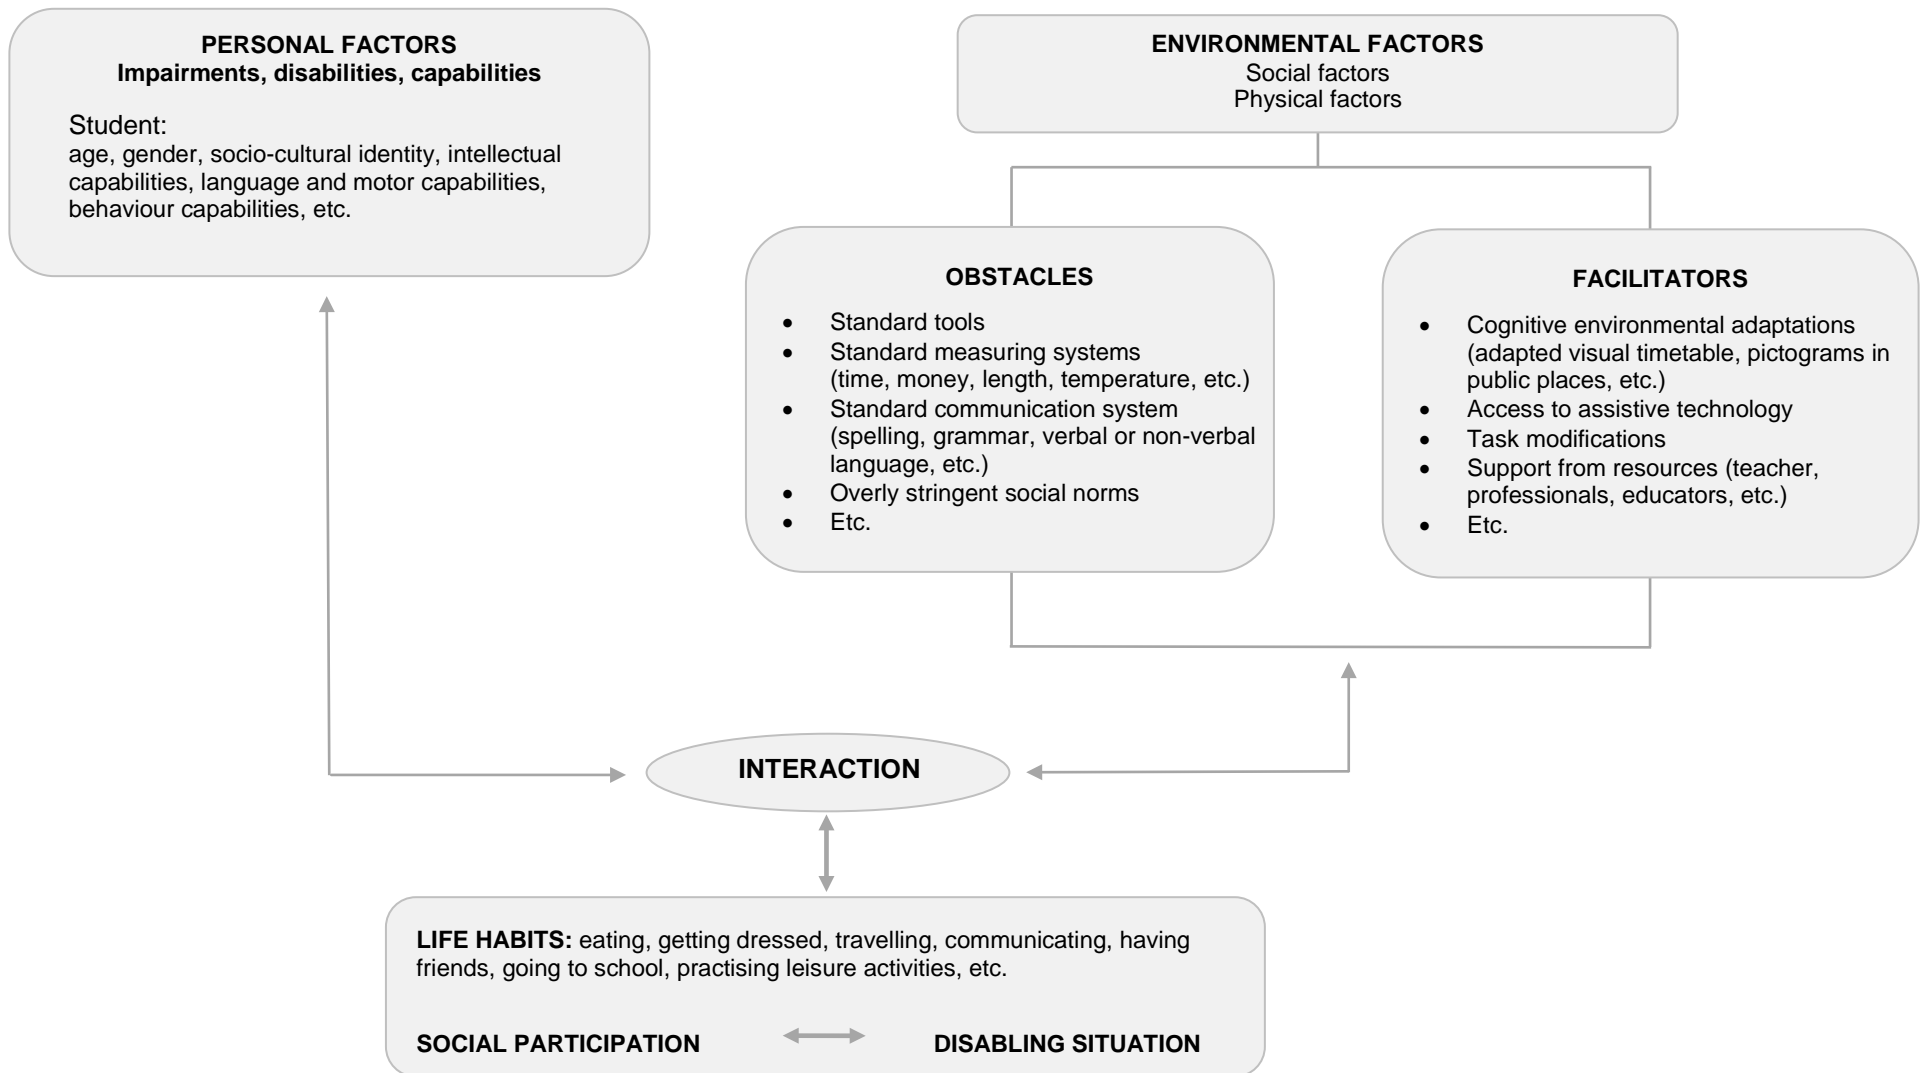 PERSONAL FACTORS
Impairments, disabilities, capabilities
Student:
age, gender, socio-cultural identity, intellectual
capabilities, language and motor capabilities,
behaviour capabilities, etc.
ENVIRONMENTAL FACTORS
Social factors
Physical factors
OBSTACLES
• Standard tools
• Standard measuring systems
(time, money, length, temperature, etc.)
• Standard communication system
(spelling, grammar, verbal or non-verbal
language, etc.)
• Overly stringent social norms
• Etc.
FACILITATORS
• Cognitive environmental adaptations
(adapted visual timetable, pictograms in
public places, etc.)
• Access to assistive technology
• Task modifications
• Support from resources (teacher,
professionals, educators, etc.)
• Etc.
INTERACTION
LIFE HABITS: eating, getting dressed, travelling, communicating, having
friends, going to school, practising leisure activities, etc.
SOCIAL PARTICIPATION DISABLING SITUATION